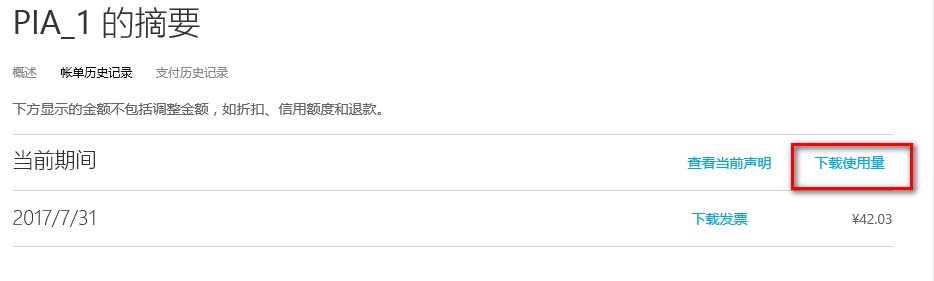 PIA_1 的摘要
概述 帐单历史记录 支付历史记录
下方显示的金额不包括调整金额，如折扣、信用额度和退款。
当前期间 查看当前声明 下载使用量
2017/7/31 下载发票 ¥42.03